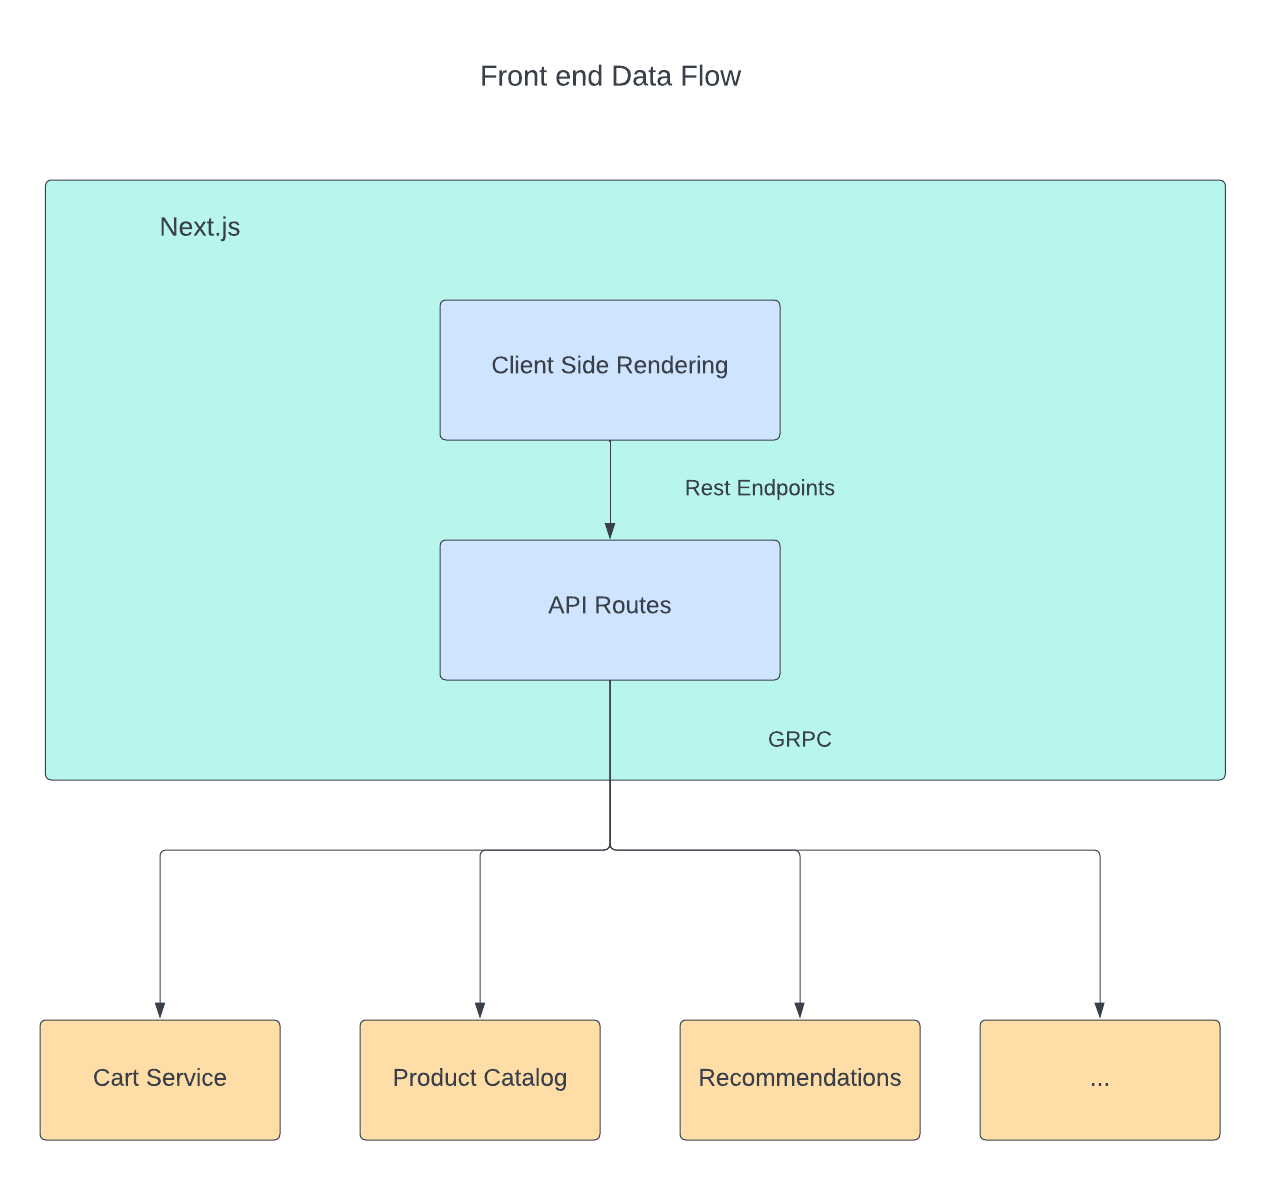 Front end Data Flow
Next.js
Client Side Rendering
Rest Endpoints
API Routes
GRPC
Cart Service
Product Catalog
Recommendations
...